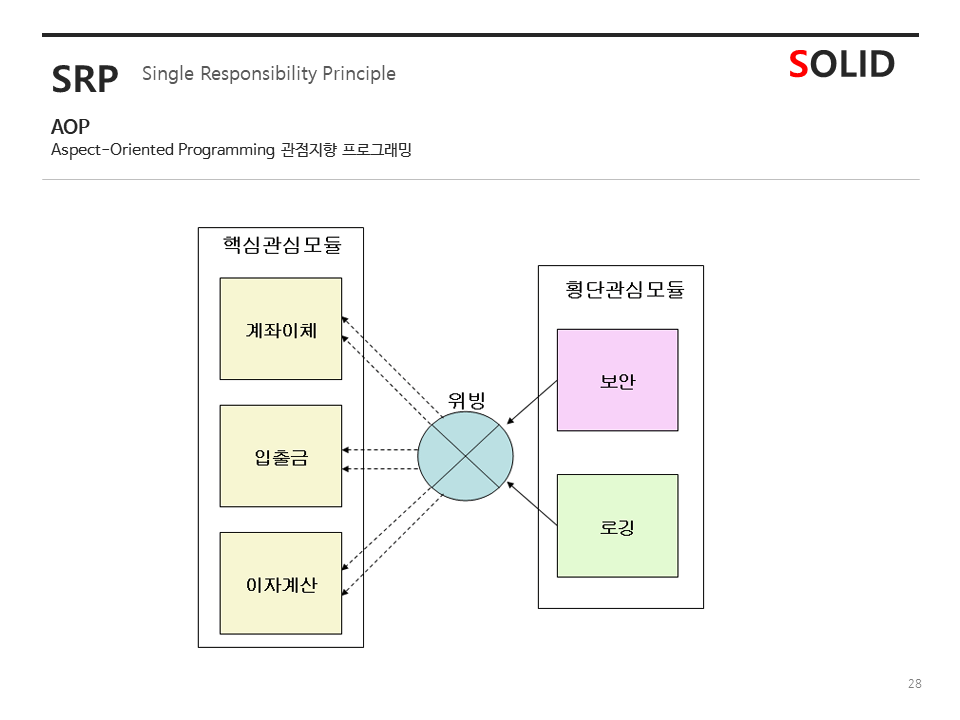 SRP Single Responsibility Principle
SOLID
AOP
Aspect-Oriented Programming 관점지향 프로그래밍
핵심관심모듈
계좌이체
입출금
이자계산
위빙
횡단관심모듈
보안
로깅
28